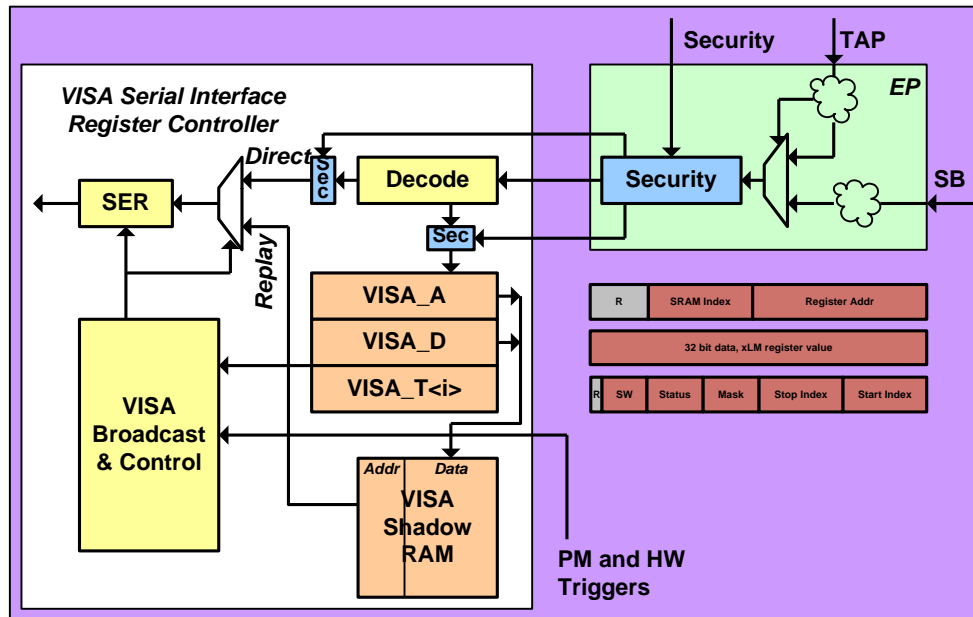 Security
TAP
EP
VISA Serial Interface
Register Controller
Direct
Sec
Decode
Security
SB
SER
Sec
Replay
VISA_A
VISA_D
VISA_T<i>
R
SRAM Index
Register Addr
32 bit data, xLM register value
R
SW
Status
Mask
Stop Index
Start Index
VISA
Broadcast
& Control
Addr
Data
VISA
Shadow
RAM
PM and HW
Triggers